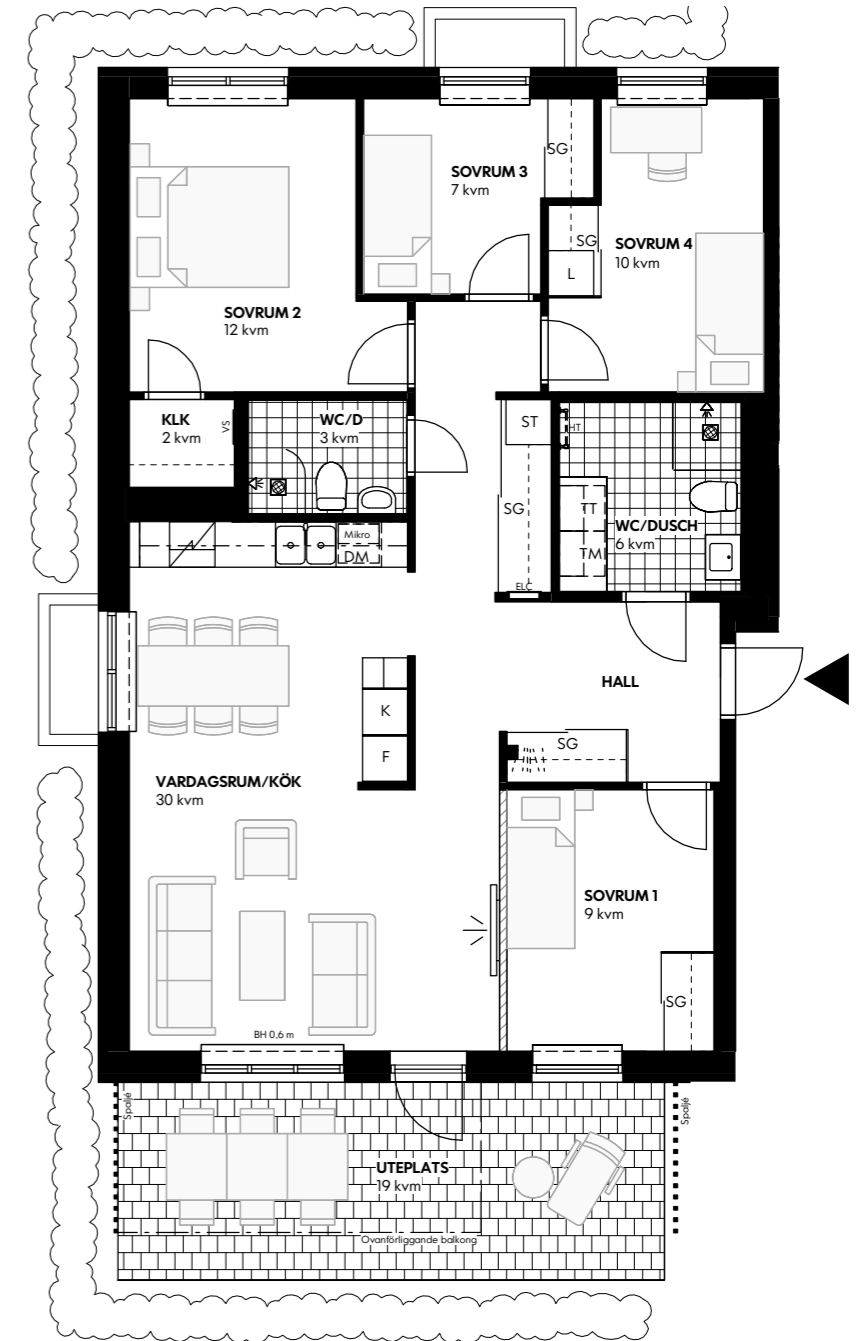 SOVRUM 3
7 kvm
SG
SG
L
SOVRUM 4
10 kvm
SOVRUM 2
12 kvm
KLK
2 kvm
VS
WC/D
3 kvm
ST
HT
SG
TT
TM
WC/DUSCH
6 kvm
Mikro
DM
ELC
HALL
K
F
SG
VARDAGSRUM/KÖK
30 kvm
SOVRUM 1
9 kvm
SG
BH 0,6 m
Spaljé
Spaljé
UTEPLATS
19 kvm
Ovanförliggande balkong